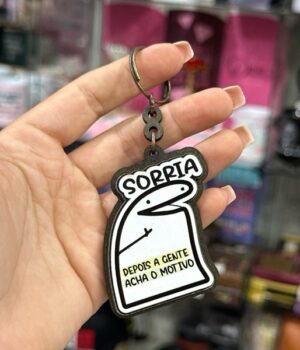 SORRIA
DEPOIS A GENTE
ACHA O MOTIVO